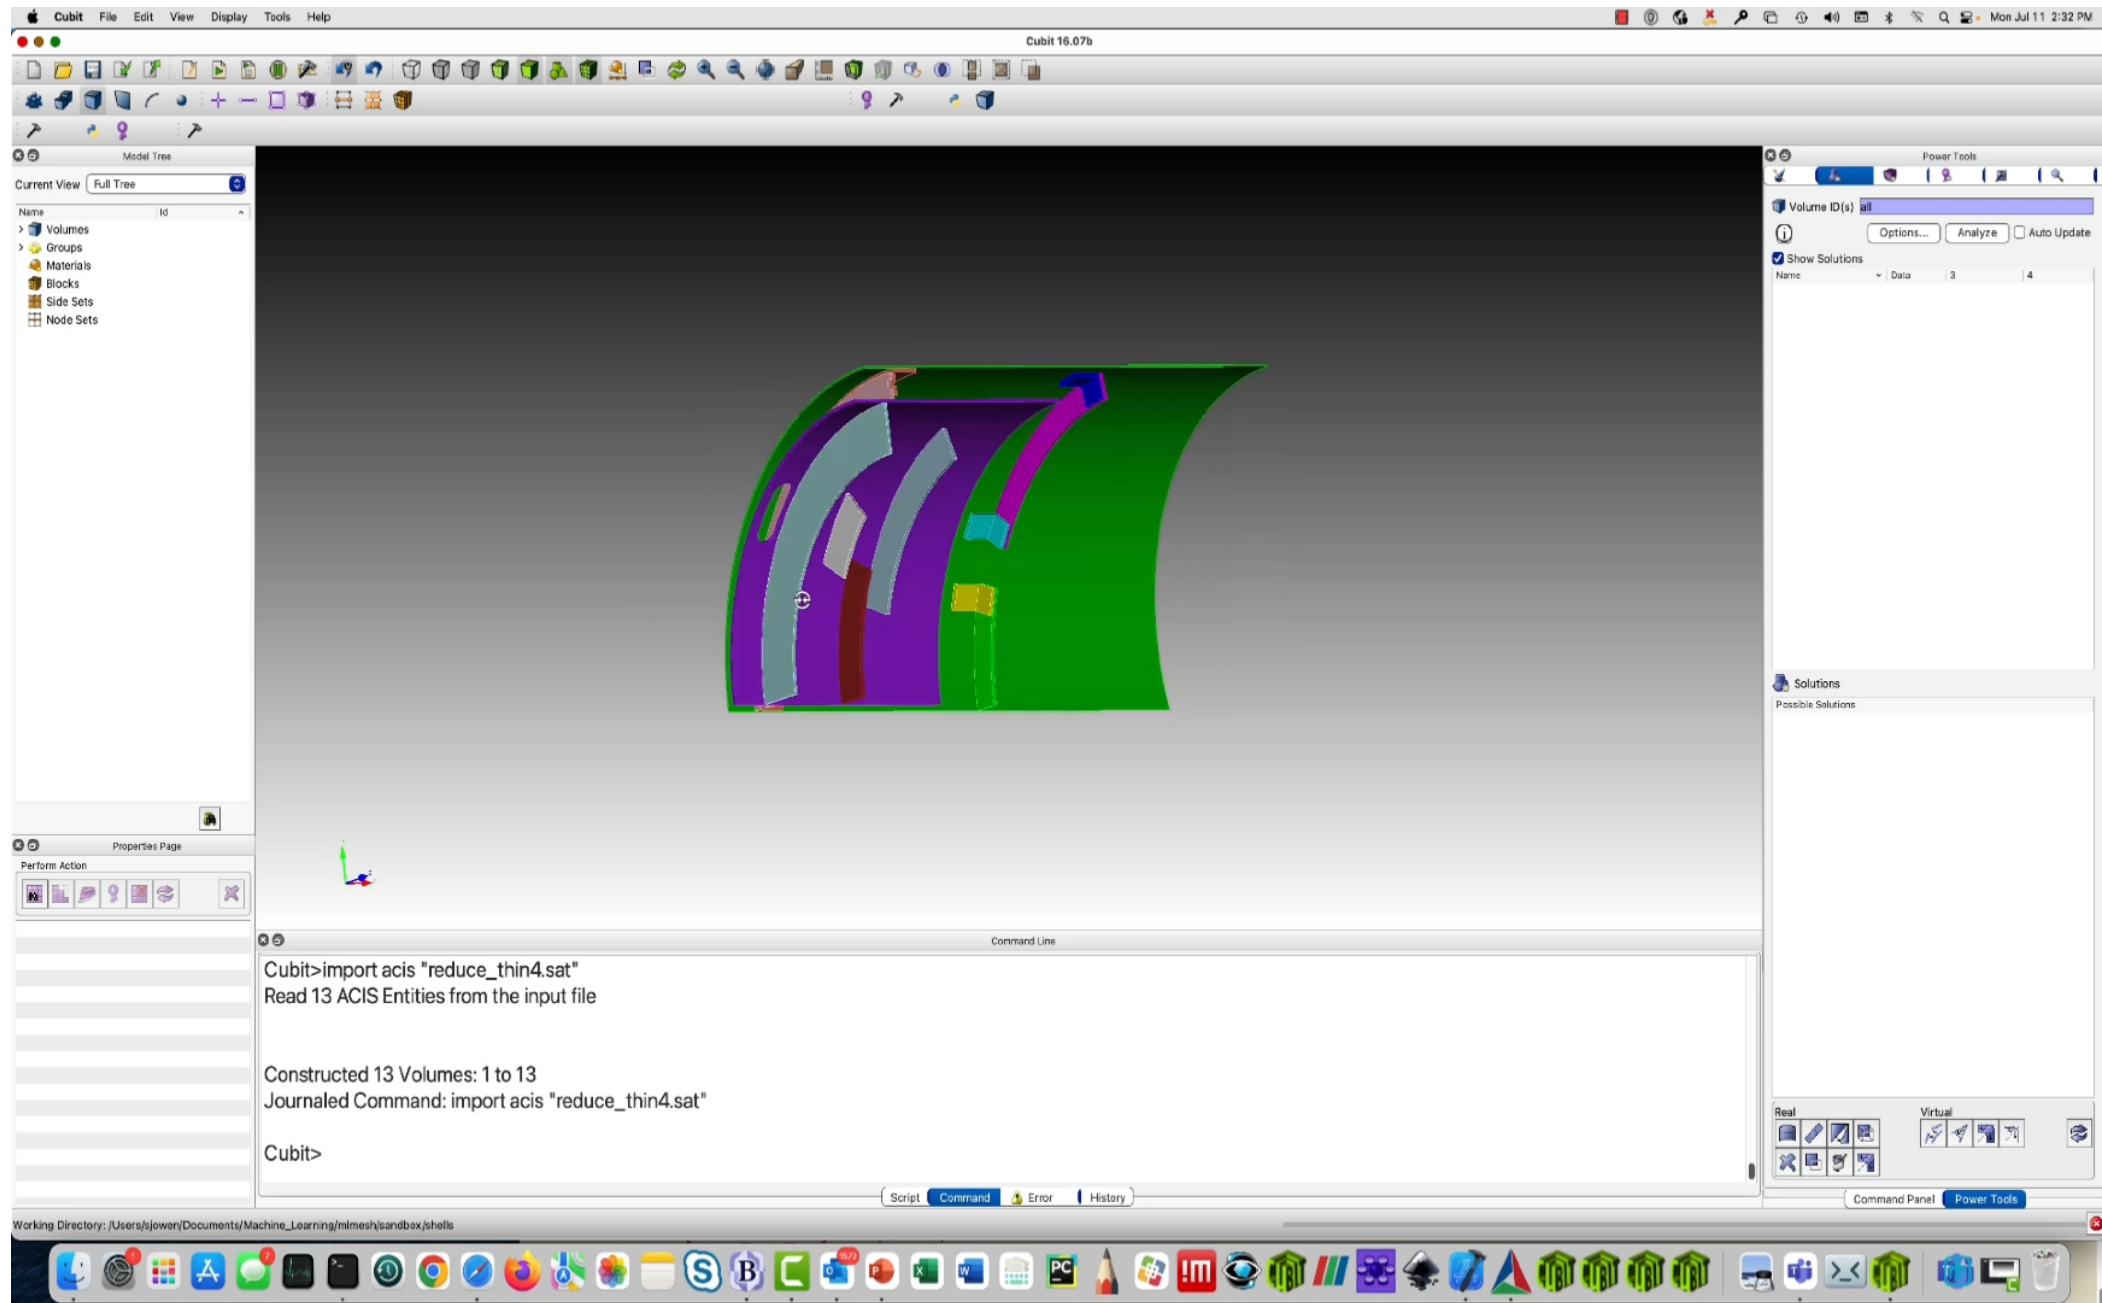 Cubit File Edit View Display Tools Help Mon Jul 11 2:32 PM
Cubit 16.07b
Model Tree
Current View Full Tree
Name Id
Volumes
Groups
Materials
Blocks
Side Sets
Node Sets
Properties Page
Perform Action
Power Tools
Volume ID(s) all
Options... Analyze Auto Update
Show Solutions
Name Data 3 4
Solutions
Possible Solutions
Real Virtual
Command Panel Power Tools
Command Line
Cubit>import acis "reduce_thin4.sat"
Read 13 ACIS Entities from the input file
Constructed 13 Volumes: 1 to 13
Journaled Command: import acis "reduce_thin4.sat"
Cubit>
Script Command Error History
Working Directory: /Users/sjowen/Documents/Machine_Learning/mlmesh/sandbox/shells